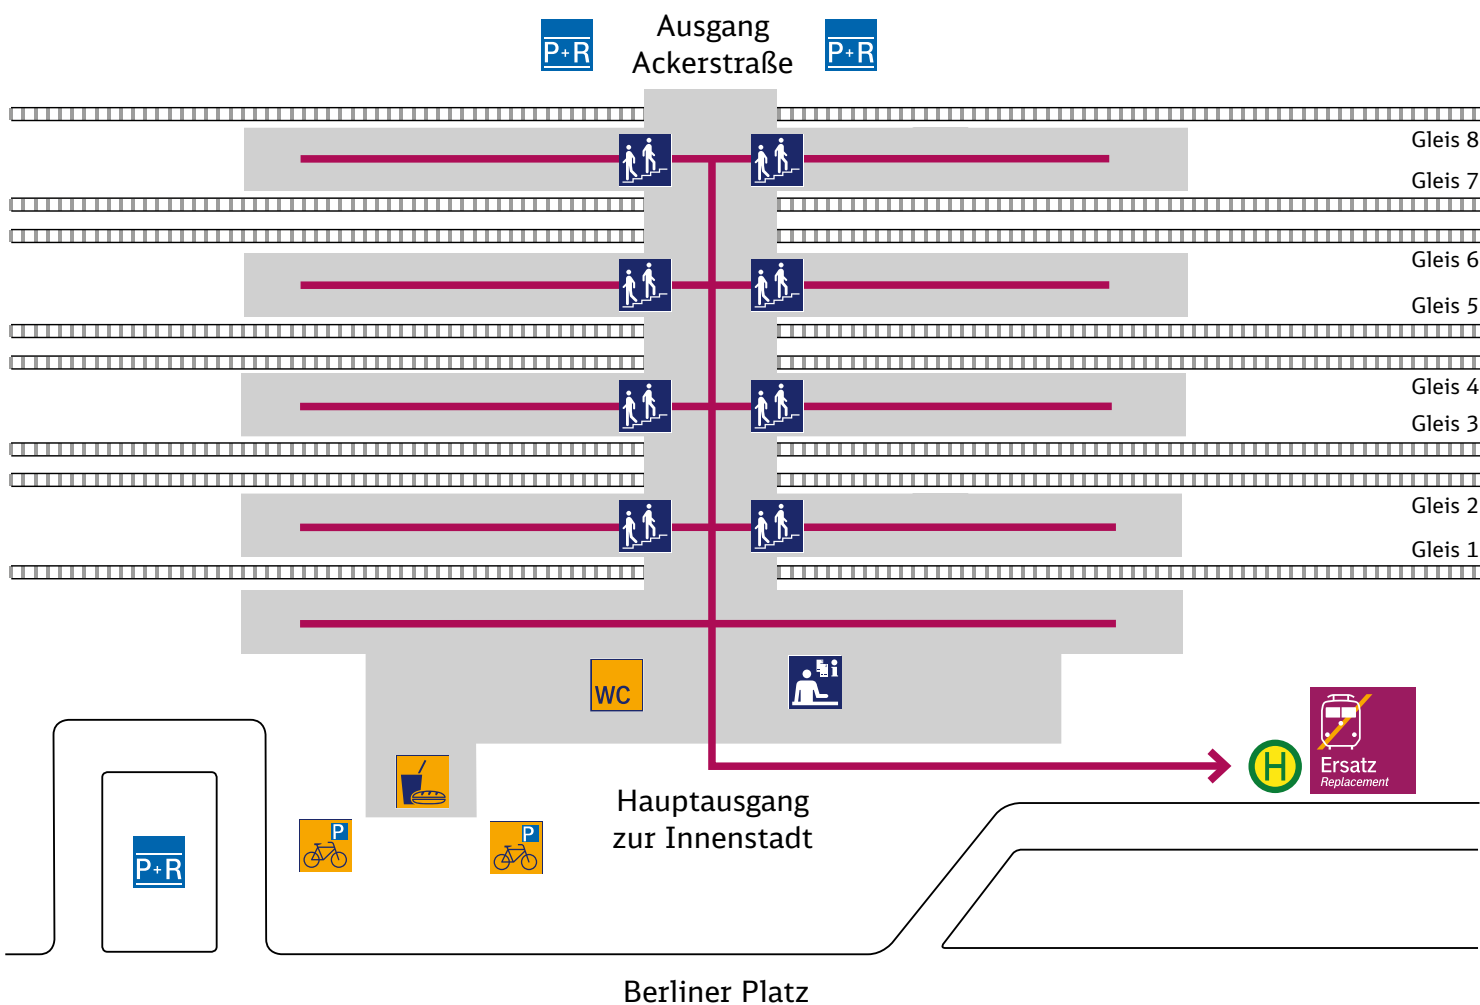 Ausgang
Ackerstraße
P+R
P+R
Gleis 8
Gleis 7
Gleis 6
Gleis 5
Gleis 4
Gleis 3
Gleis 2
Gleis 1
WC
i
H
Ersatz
Replacement
Hauptausgang
zur Innenstadt
P
P
P+R
Berliner Platz